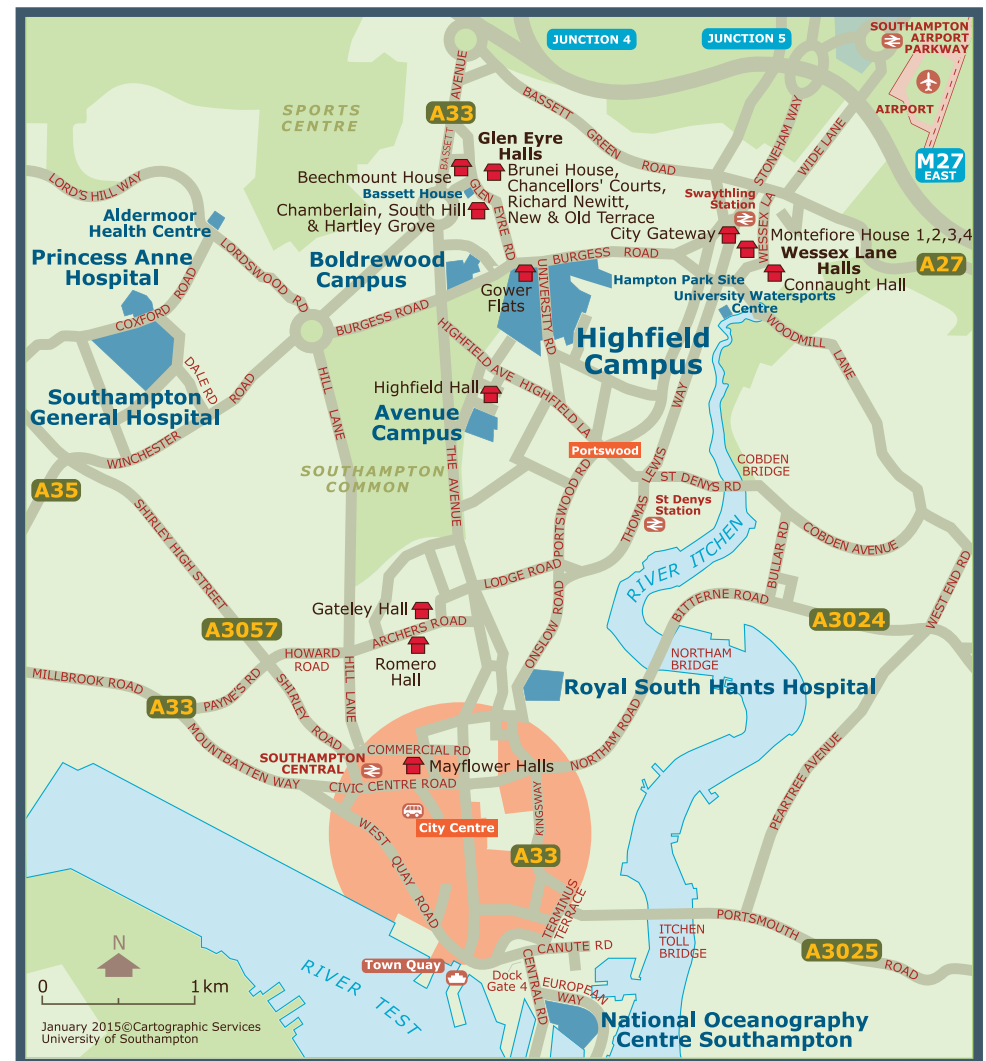 SOUTHAMPTON
AIRPORT
PARKWAY
JUNCTION 4
JUNCTION 5
AIRPORT
M27
EAST
A33
SPORTS
CENTRE
BASSETT AVENUE
BASSETT GREEN ROAD
STONEHAM WAY
WIDE LANE
Glen Eyre
Halls
Beechmount House
Brunei House,
Chancellors' Courts,
Richard Newitt,
New & Old Terrace
Bassett House
Chamberlain, South Hill
& Hartley Grove
GLEN EYRE RD
LORD'S HILL WAY
Aldermoor
Health Centre
LORDSWOOD RD
Swaythling
Station
WESSEX LA
City Gateway
Montefiore House 1,2,3,4
Wessex Lane
Halls
Connaught Hall
A27
Princess Anne
Hospital
COXFORD ROAD
Boldrewood
Campus
BURGESS ROAD
BURGESS ROAD
Gower
Flats
UNIVERSITY RD
Hampton Park Site
University Watersports
Centre
Highfield
Campus
WOODMILL LANE
HIGHFIELD AVE
HIGHFIELD LA
DALE RD
Southampton
General Hospital
WINCHESTER ROAD
HILL LANE
Highfield Hall
Avenue
Campus
THE AVENUE
SOUTHAMPTON
COMMON
Portswood
PORTSWOOD RD
THOMAS LEWIS WAY
ST DENYS RD
St Denys
Station
COBDEN
BRIDGE
A35
SHIRLEY HIGH STREET
RIVER ITCHEN
BULLAR RD
COBDEN AVENUE
WEST END RD
LODGE ROAD
BITTERNE ROAD
A3024
A3057
Gateley Hall
ARCHERS ROAD
HOWARD
ROAD
Romero
Hall
ONSLOW ROAD
NORTHAM
BRIDGE
MILLBROOK ROAD
A33
PAYNE'S RD
SHIRLEY ROAD
HILL LANE
Royal South Hants Hospital
MOUNTBATTEN WAY
SOUTHAMPTON
CENTRAL
COMMERCIAL RD
Mayflower Halls
CIVIC CENTRE ROAD
NORTHAM ROAD
City Centre
KINGSWAY
WEST QUAY ROAD
A33
PEARTREE AVENUE
TERMINUS
TERRACE
PORTSMOUTH ROAD
A3025
ITCHEN
TOLL
BRIDGE
CANUTE RD
Town Quay
Dock
Gate 4
CENTRAL RD
EUROPEAN
WAY
RIVER TEST
National Oceanography
Centre Southampton
N
0
1 km
January 2015©Cartographic Services
University of Southampton